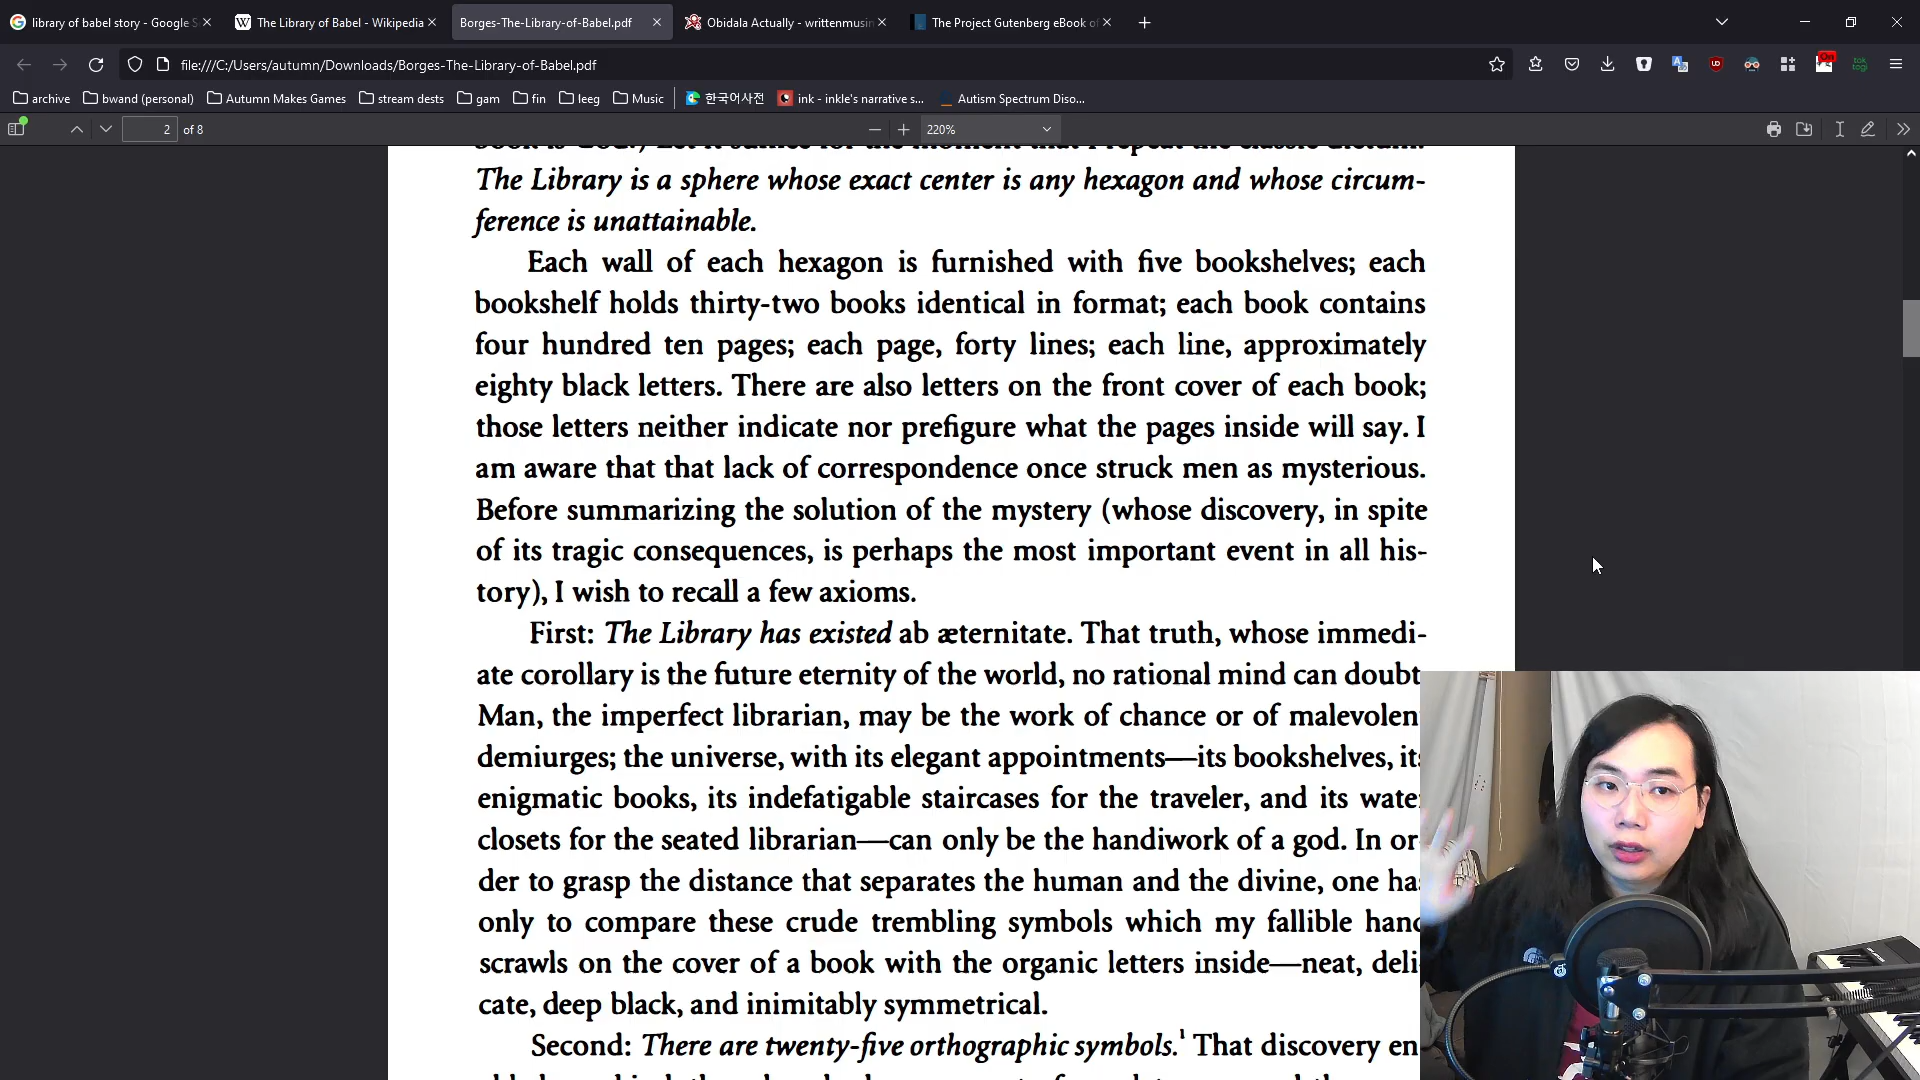 library of babel story - Google S
The Library of Babel - Wikipedia
Borges-The-Library-of-Babel.pdf
Obidala Actually - writtenmusin
The Project Gutenberg eBook of
file:///C:/Users/autumn/Downloads/Borges-The-Library-of-Babel.pdf
On
tok
togi
archive
bwand (personal)
Autumn Makes Games
stream dests
gam
fin
leeg
Music
한국어사전
ink - inkle's narrative s...
Autism Spectrum Diso...
2 of 8
220%
The Library is a sphere whose exact center is any hexagon and whose circum-
ference is unattainable.
Each wall of each hexagon is furnished with five bookshelves; each
bookshelf holds thirty-two books identical in format; each book contains
four hundred ten pages; each page, forty lines; each line, approximately
eighty black letters. There are also letters on the front cover of each book;
those letters neither indicate nor prefigure what the pages inside will say. I
am aware that that lack of correspondence once struck men as mysterious.
Before summarizing the solution of the mystery (whose discovery, in spite
of its tragic consequences, is perhaps the most important event in all his-
tory), I wish to recall a few axioms.
First: The Library has existed ab æternitate. That truth, whose immedi-
ate corollary is the future eternity of the world, no rational mind can doubt
Man, the imperfect librarian, may be the work of chance or of malevolent
demiurges; the universe, with its elegant appointments—its bookshelves, its
enigmatic books, its indefatigable staircases for the traveler, and its wate
closets for the seated librarian—can only be the handiwork of a god. In or-
der to grasp the distance that separates the human and the divine, one has
only to compare these crude trembling symbols which my fallible hand
scrawls on the cover of a book with the organic letters inside—neat, deli-
cate, deep black, and inimitably symmetrical.
Second: There are twenty-five orthographic symbols.¹ That discovery en-